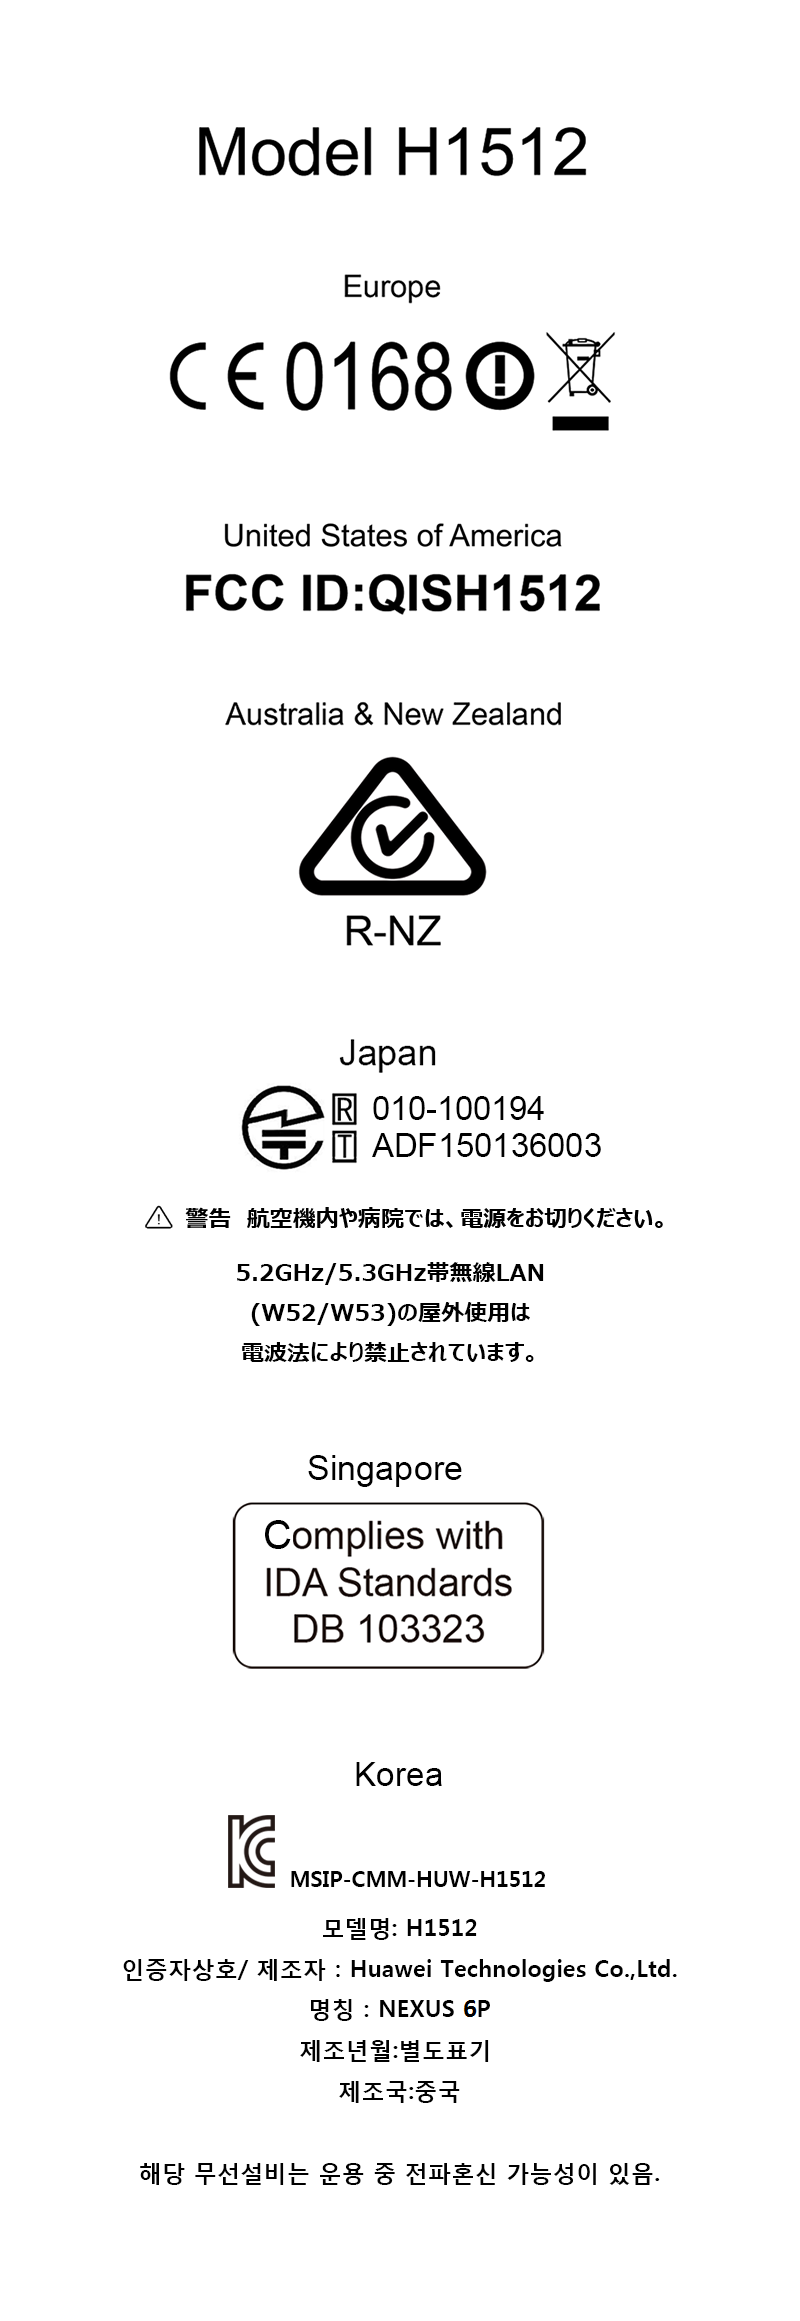 Model H1512
Europe
CE 0168
United States of America
FCC ID:QISH1512
Australia & New Zealand
R-NZ
Japan
R 010-100194
T ADF150136003
警告 航空機内や病院では、電源をお切りください。
5.2GHz/5.3GHz帯無線LAN
(W52/W53)の屋外使用は
電波法により禁止されています。
Singapore
Complies with
IDA Standards
DB 103323
Korea
MSIP-CMM-HUW-H1512
모델명: H1512
인증자상호/ 제조자 : Huawei Technologies Co.,Ltd.
명칭 : NEXUS 6P
제조년월:별도표기
제조국:중국
해당 무선설비는 운용 중 전파혼신 가능성이 있음.